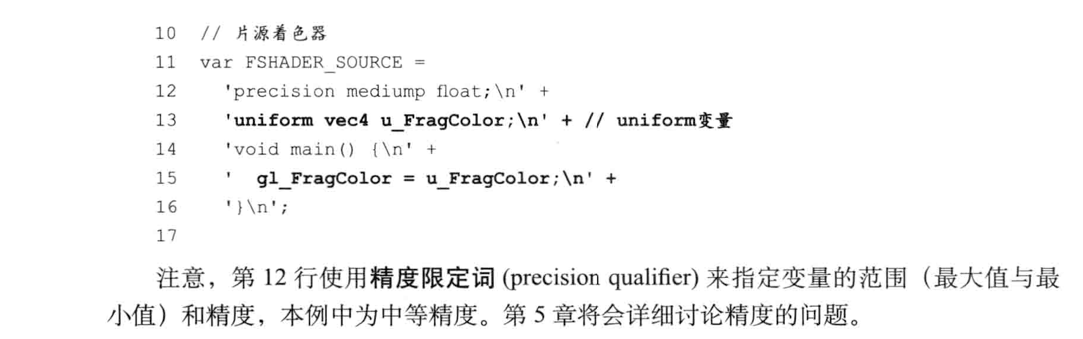 10 // 片源着色器
11 var FSHADER_SOURCE =
12 'precision mediump float;\n' +
13 'uniform vec4 u_FragColor;\n' + // uniform变量
14 'void main() {\n' +
15 ' gl_FragColor = u_FragColor;\n' +
16 '}\n';
17
注意，第 12 行使用精度限定词 (precision qualifier) 来指定变量的范围（最大值与最
小值）和精度，本例中为中等精度。第 5 章将会详细讨论精度的问题。